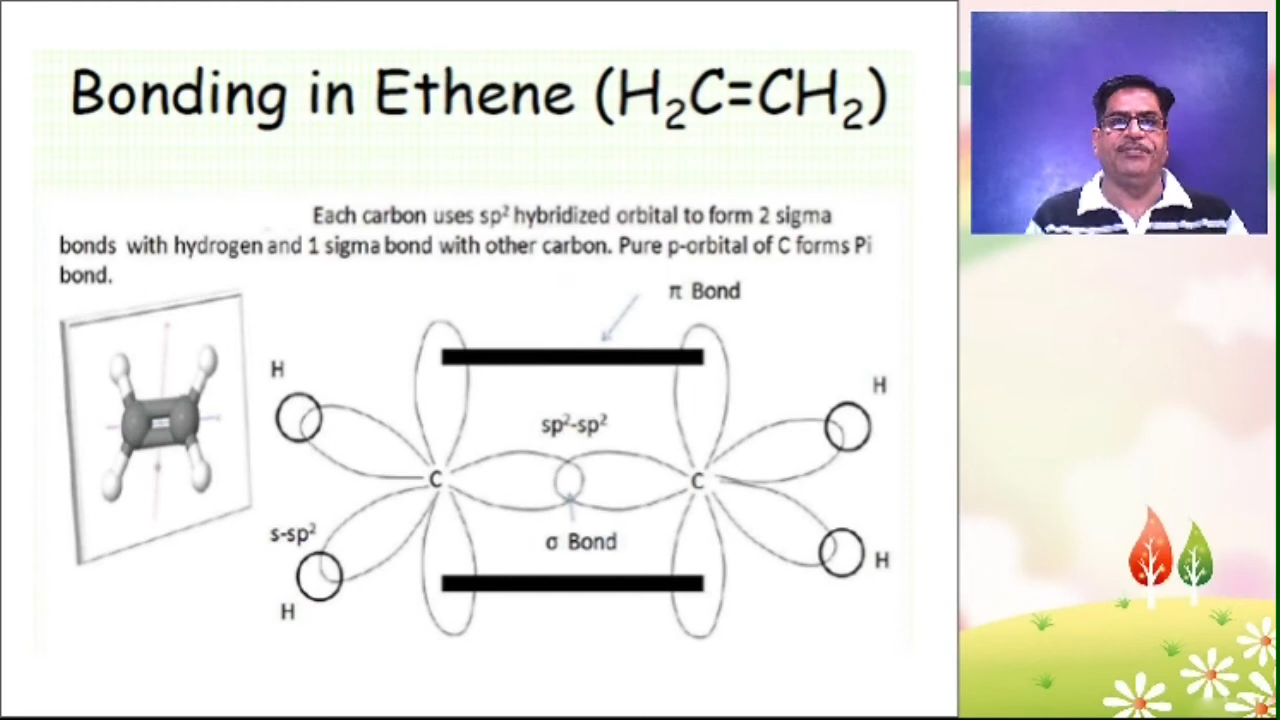 Bonding in Ethene (H₂C=CH₂)
Each carbon uses sp² hybridized orbital to form 2 sigma
bonds with hydrogen and 1 sigma bond with other carbon. Pure p-orbital of C forms Pi
bond.
π Bond
H
H
sp²-sp²
C
C
s-sp²
σ Bond
H
H